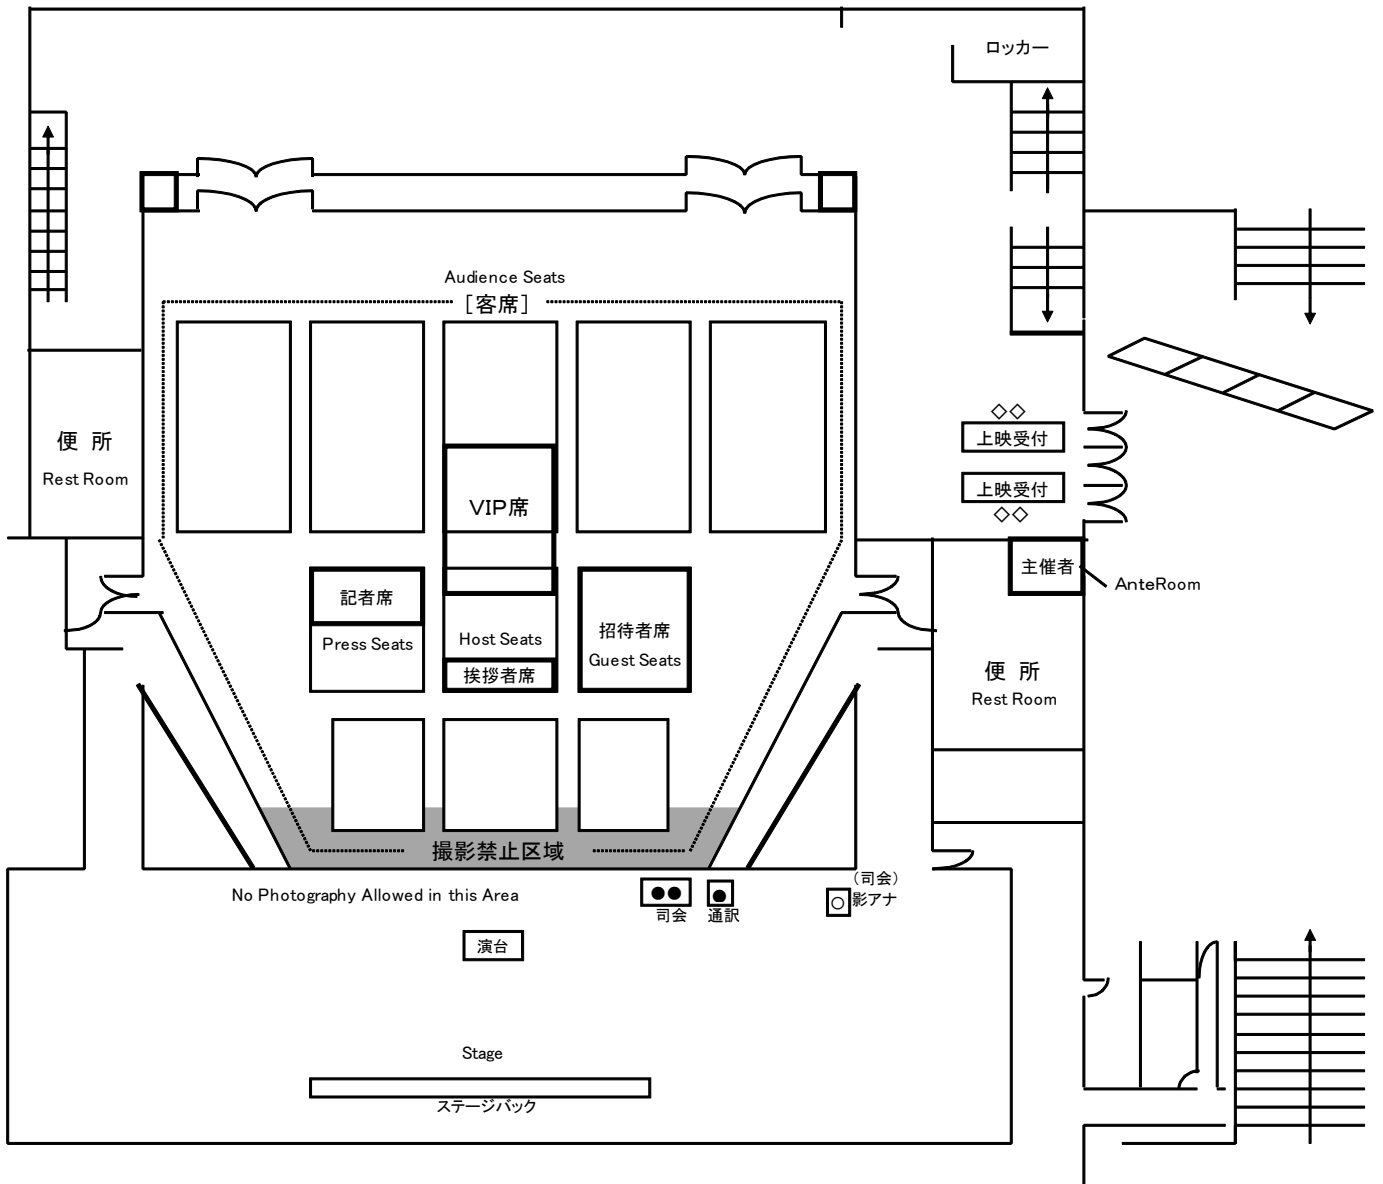 ロッカー
Audience Seats
［客席］
便 所
Rest Room
VIP席
上映受付
上映受付
主催者
AnteRoom
記者席
Press Seats
Host Seats
挨拶者席
招待者席
Guest Seats
便 所
Rest Room
撮影禁止区域
No Photography Allowed in this Area
司会
通訳
（司会）
影アナ
演台
Stage
ステージバック